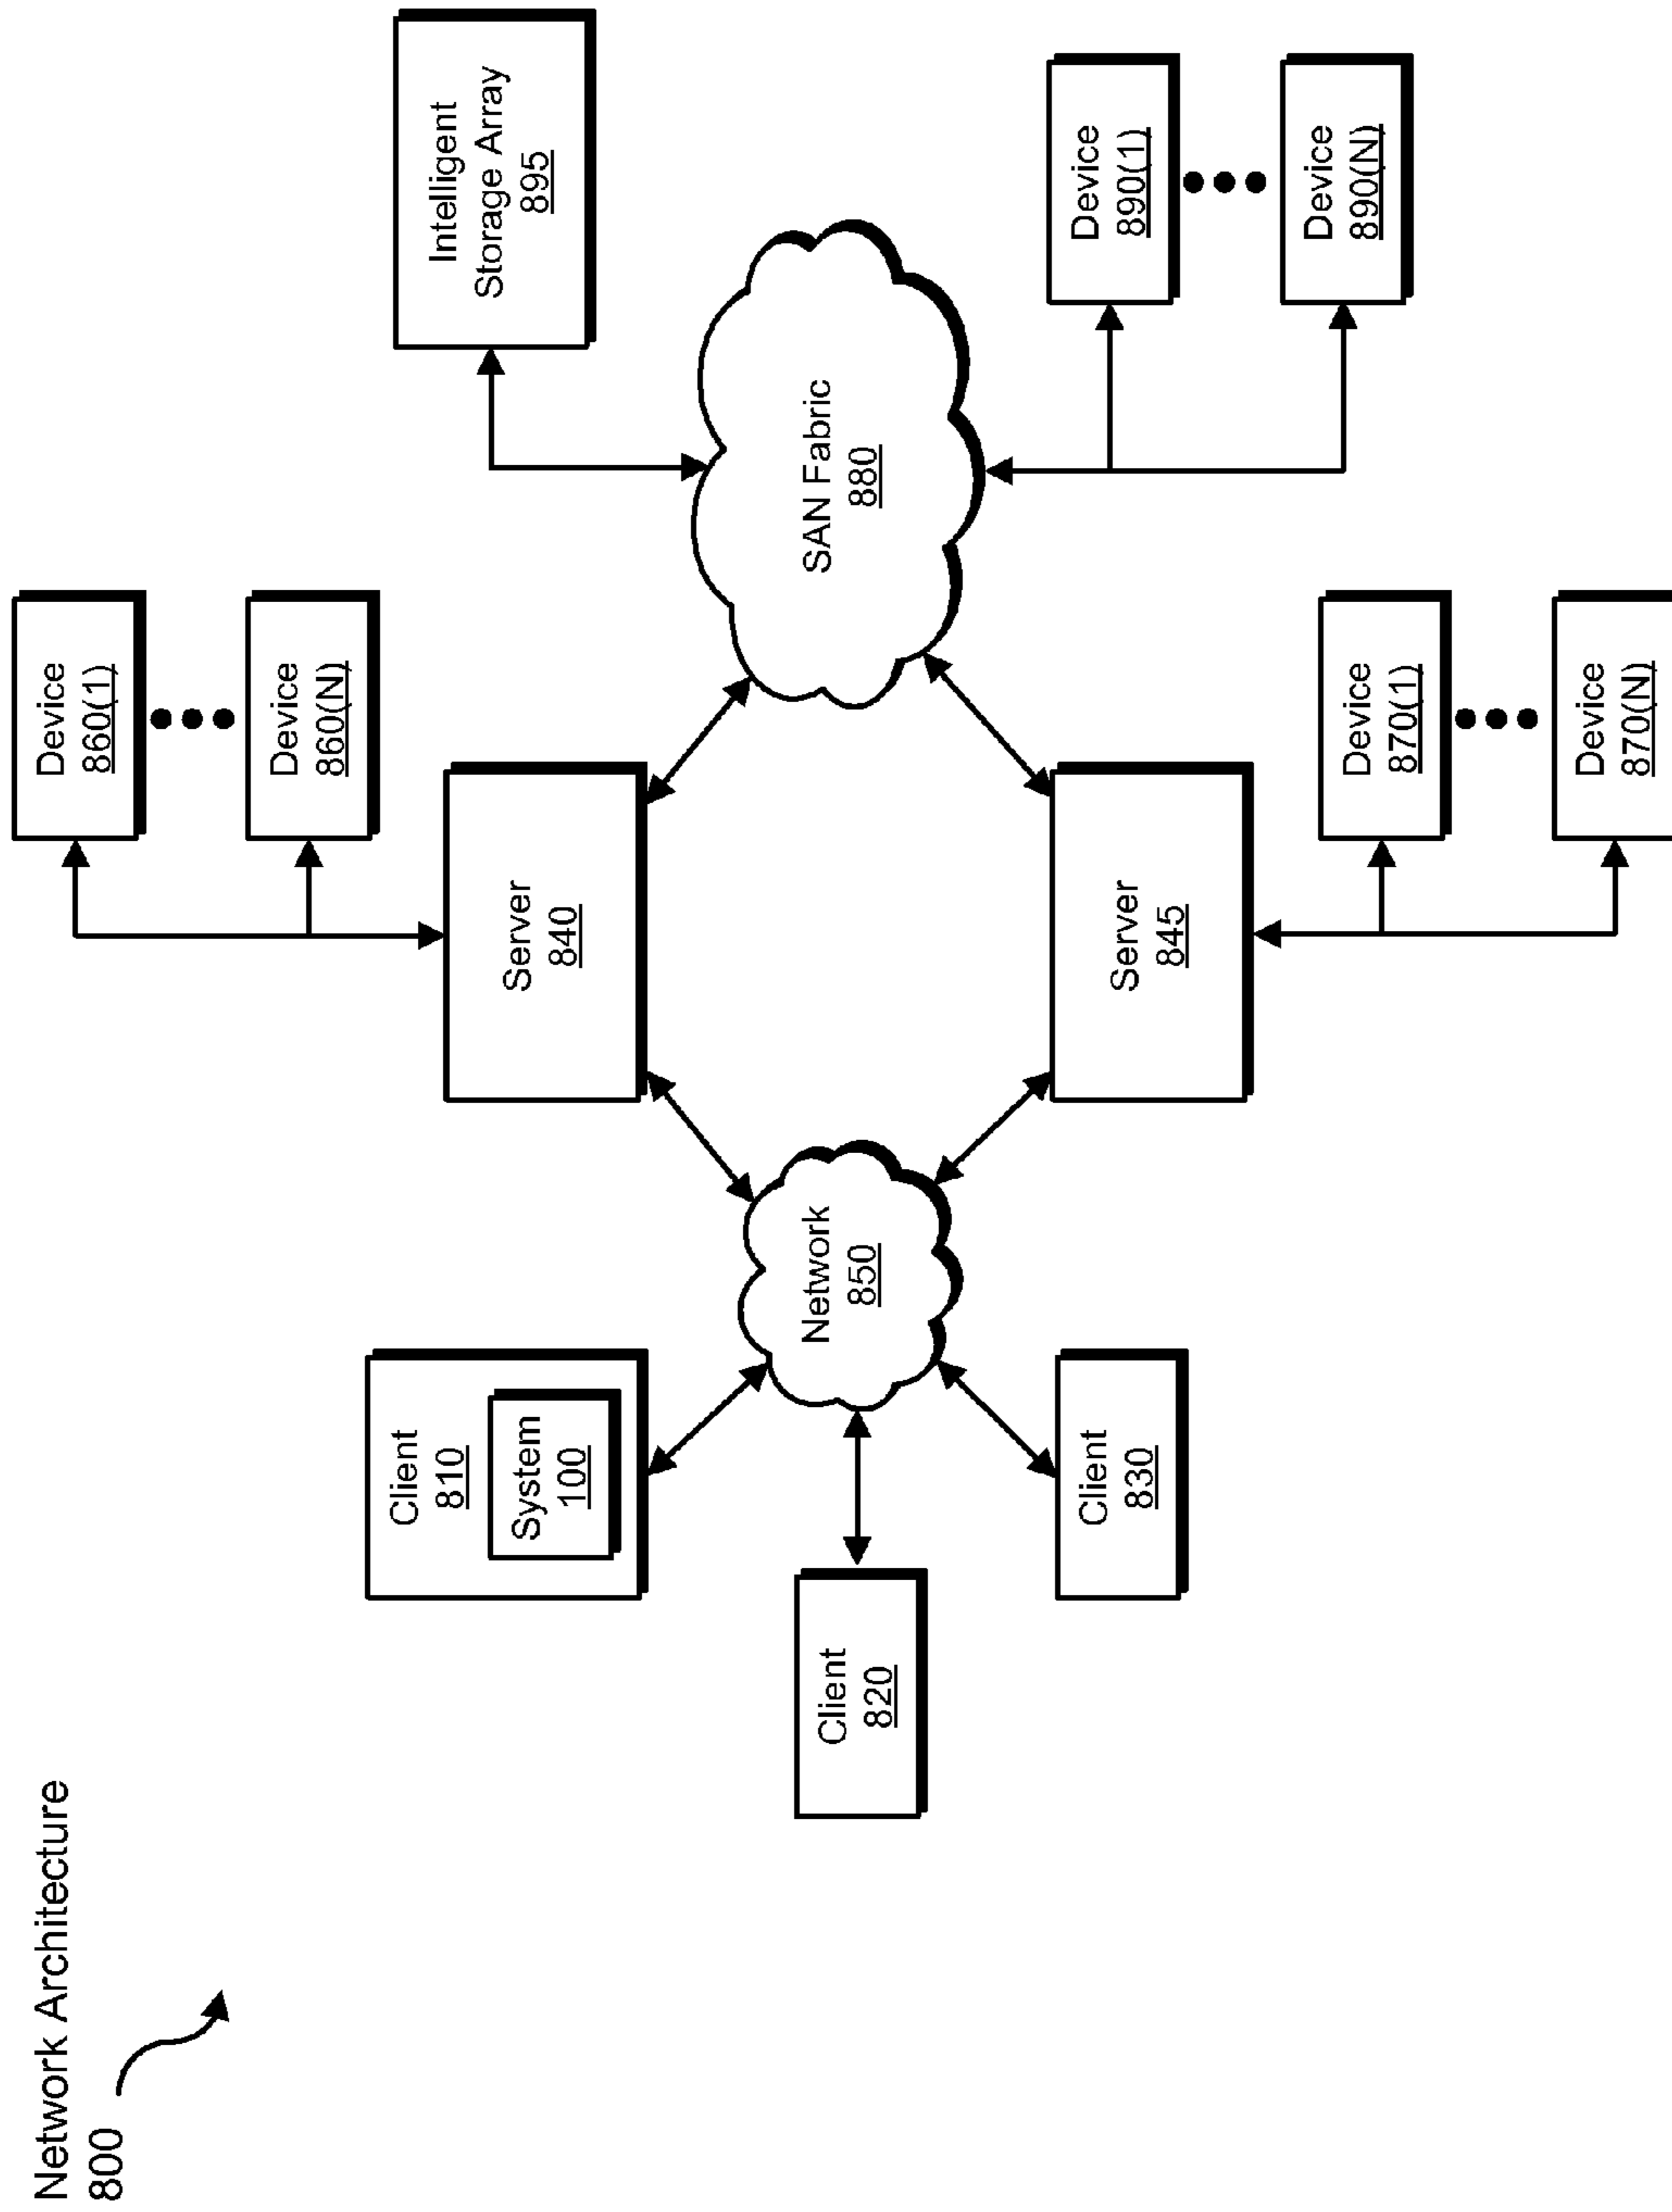 Network Architecture
800
Client
810
System
100
Client
820
Client
830
Network
850
Server
840
Server
845
Device
860(1)
Device
860(N)
Device
870(1)
Device
870(N)
SAN Fabric
880
Intelligent
Storage Array
895
Device
890(1)
Device
890(N)